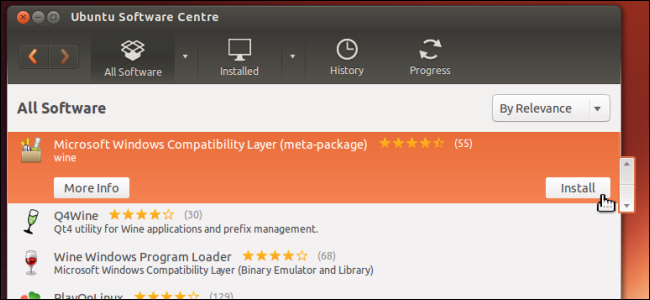 Ubuntu Software Centre
All Software
Installed
History
Progress
All Software
By Relevance
Microsoft Windows Compatibility Layer (meta-package) (55)
wine
More Info
Install
Q4Wine (30)
Qt4 utility for Wine applications and prefix management.
Wine Windows Program Loader (68)
Microsoft Windows Compatibility Layer (Binary Emulator and Library)
PlayOnLinux (129)